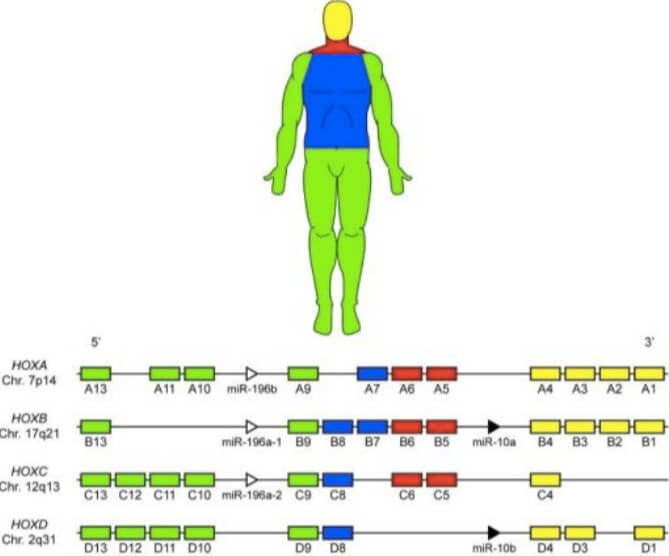 5' 3'
HOXA
Chr. 7p14
A13 A11 A10 miR-196b A9 A7 A6 A5 A4 A3 A2 A1
HOXB
Chr. 17q21
B13 miR-196a-1 B9 B8 B7 B6 B5 miR-10a B4 B3 B2 B1
HOXC
Chr. 12q13
C13 C12 C11 C10 miR-196a-2 C9 C8 C6 C5 C4
HOXD
Chr. 2q31
D13 D12 D11 D10 D9 D8 miR-10b D4 D3 D1